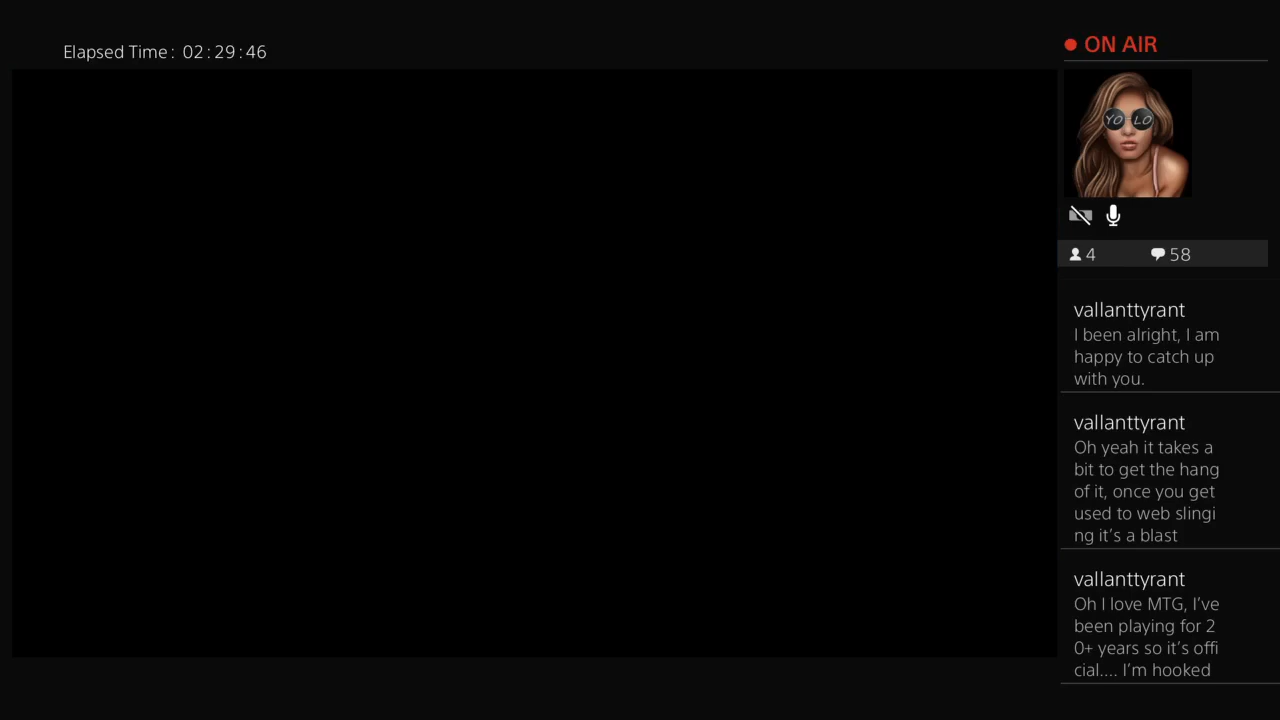 Elapsed Time: 02:29:46
ON AIR
YO LO
4 58
vallanttyrant
I been alright, I am
happy to catch up
with you.
vallanttyrant
Oh yeah it takes a
bit to get the hang
of it, once you get
used to web slingi
ng it's a blast
vallanttyrant
Oh I love MTG, I've
been playing for 2
0+ years so it's offi
cial.... I'm hooked